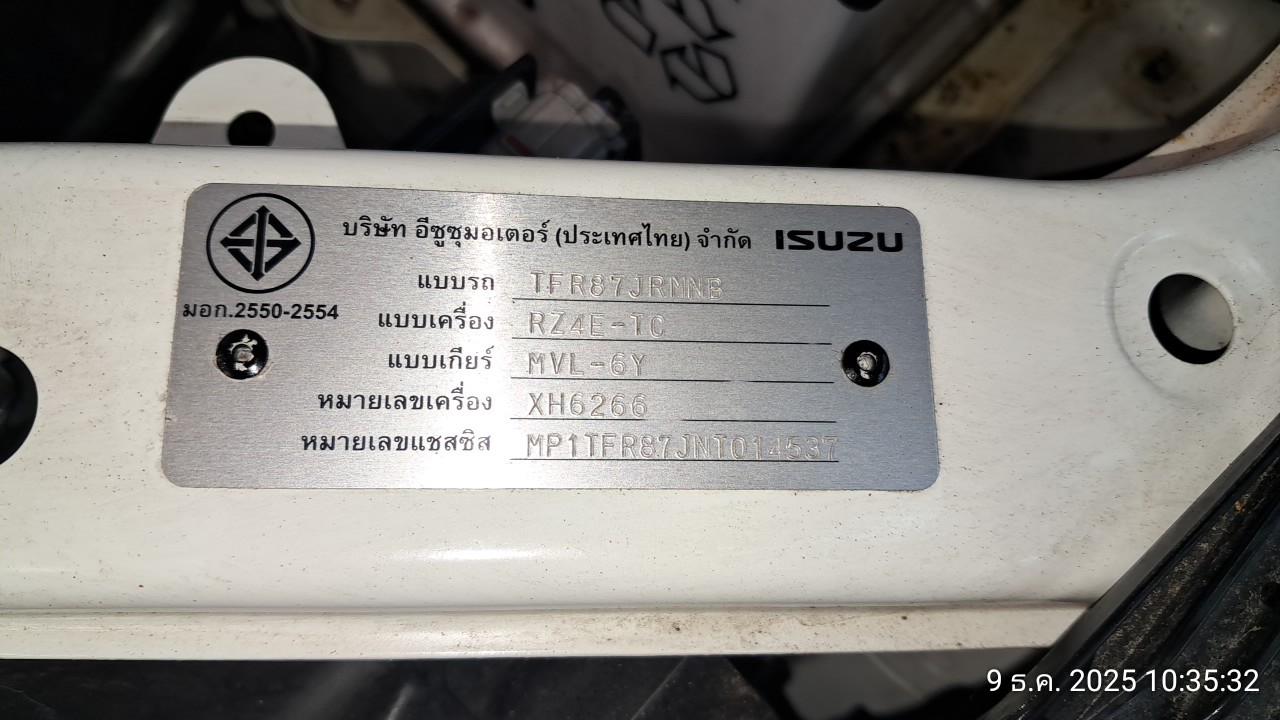 บริษัท อีซูซุมอเตอร์ (ประเทศไทย) จำกัด ISUZU
มอก.2550-2554
แบบรถ TFR87JRMNB
แบบเครื่อง RZ4E-TC
แบบเกียร์ MVL-6Y
หมายเลขเครื่อง XH6266
หมายเลขแชสซิส MP1TFR87JNT014537
9 ธ.ค. 2025 10:35:32